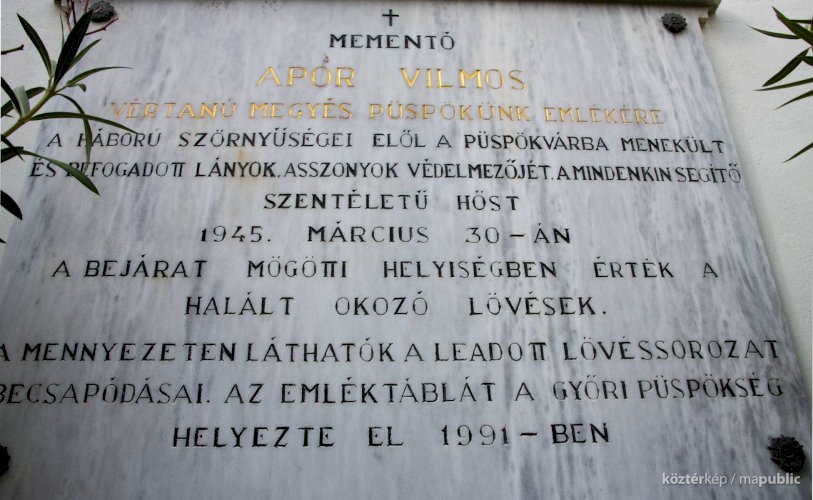 MEMENTÓ
APÓR VILMOS
VÉRTANÚ MEGYÉS PÜSPÖKÜNK EMLÉKÉRE
A HÁBORÚ SZÖRNYŰSÉGEI ELŐL A PÜSPÖKVÁRBA MENEKÜLT
ÉS BEFOGADOTT LÁNYOK. ASSZONYOK VÉDELMEZŐJÉT. A MINDENKIN SEGÍTŐ
SZENTÉLETŰ HŐST
1945. MÁRCIUS 30-ÁN
A BEJÁRAT MÖGÖTTI HELYISÉGBEN ÉRTÉK A
HALÁLT OKOZÓ LÖVÉSEK.
A MENNYEZETEN LÁTHATÓK A LEADOTT LÖVÉSSOROZAT
BECSAPÓDÁSAI. AZ EMLÉKTÁBLÁT A GYŐRI PÜSPÖKSÉG
HELYEZTE EL 1991-BEN
köztérkép / mapublic